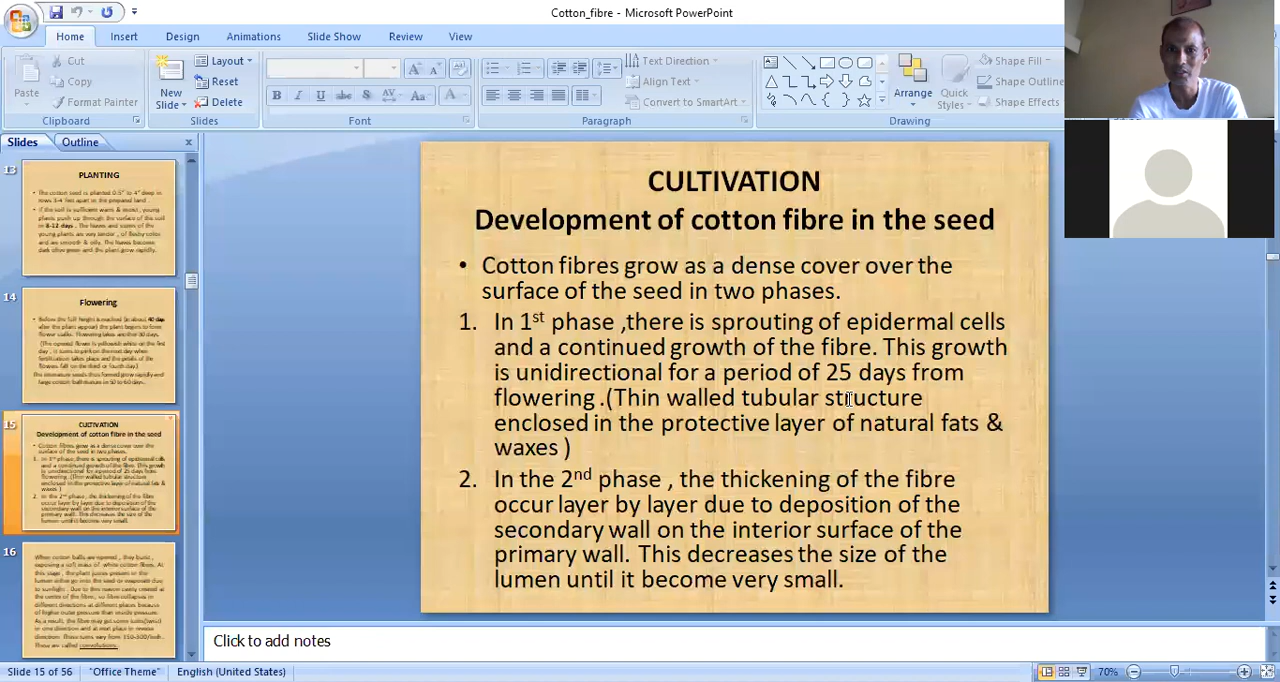 Cotton_fibre - Microsoft PowerPoint
Home Insert Design Animations Slide Show Review View
Paste
Cut
Copy
Format Painter
Clipboard
New Slide
Layout
Reset
Delete
Slides
B I U abc S AV Aa A
Font
Text Direction
Align Text
Convert to SmartArt
Paragraph
Arrange
Quick Styles
Shape Fill
Shape Outline
Shape Effects
Drawing
Slides Outline
13
PLANTING
14
Flowering
15
CULTIVATION
Development of cotton fibre in the seed
16
CULTIVATION
Development of cotton fibre in the seed
• Cotton fibres grow as a dense cover over the
surface of the seed in two phases.
1. In 1st phase ,there is sprouting of epidermal cells
and a continued growth of the fibre. This growth
is unidirectional for a period of 25 days from
flowering .(Thin walled tubular structure
enclosed in the protective layer of natural fats &
waxes )
2. In the 2nd phase , the thickening of the fibre
occur layer by layer due to deposition of the
secondary wall on the interior surface of the
primary wall. This decreases the size of the
lumen until it become very small.
Click to add notes
Slide 15 of 56 "Office Theme" English (United States) 70%